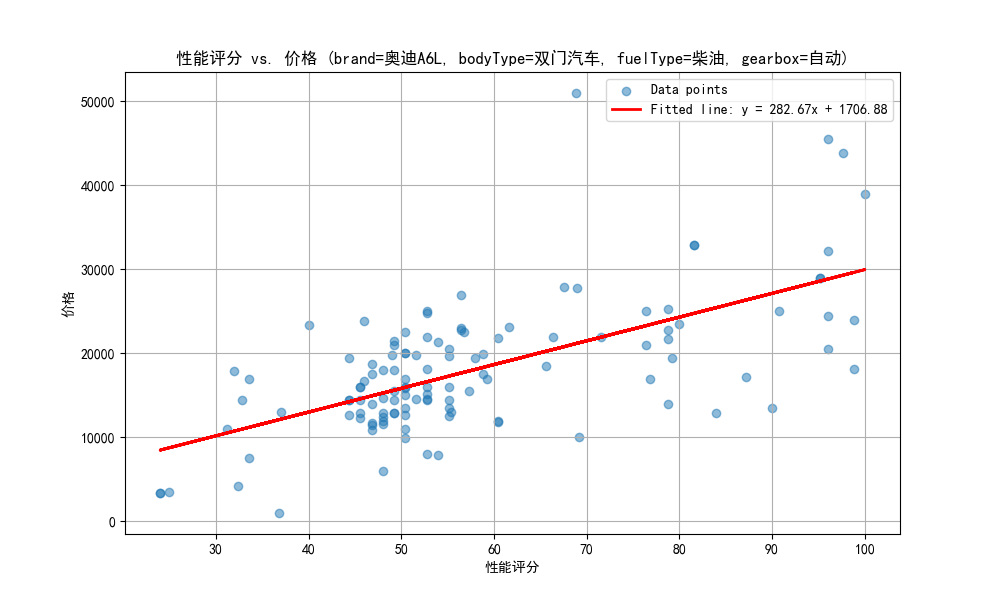 性能评分 vs. 价格 (brand=奥迪A6L, bodyType=双门汽车, fuelType=柴油, gearbox=自动)
Data points
Fitted line: y = 282.67x + 1706.88
价格
50000
40000
30000
20000
10000
0
30 40 50 60 70 80 90 100
性能评分